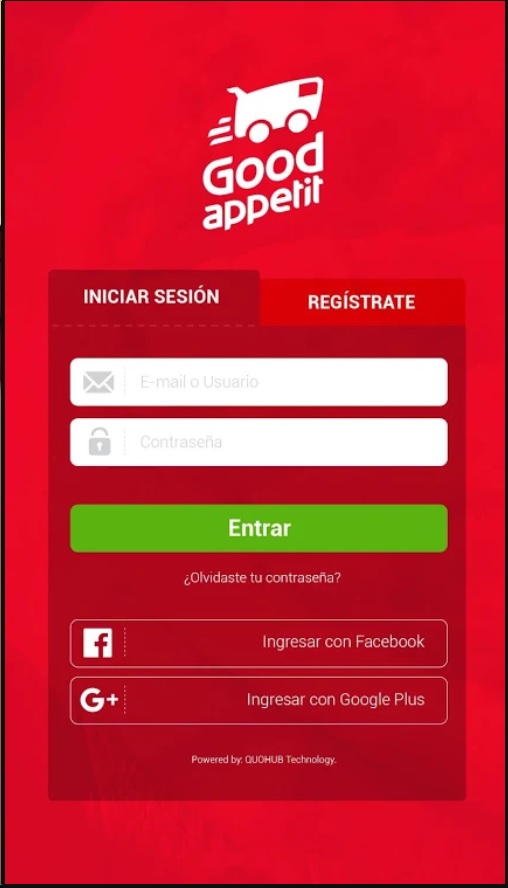 Good
appetit
INICIAR SESIÓN
REGÍSTRATE
E-mail o Usuario
Contraseña
Entrar
¿Olvidaste tu contraseña?
Ingresar con Facebook
G+ Ingresar con Google Plus
Powered by: QUOHUB Technology.